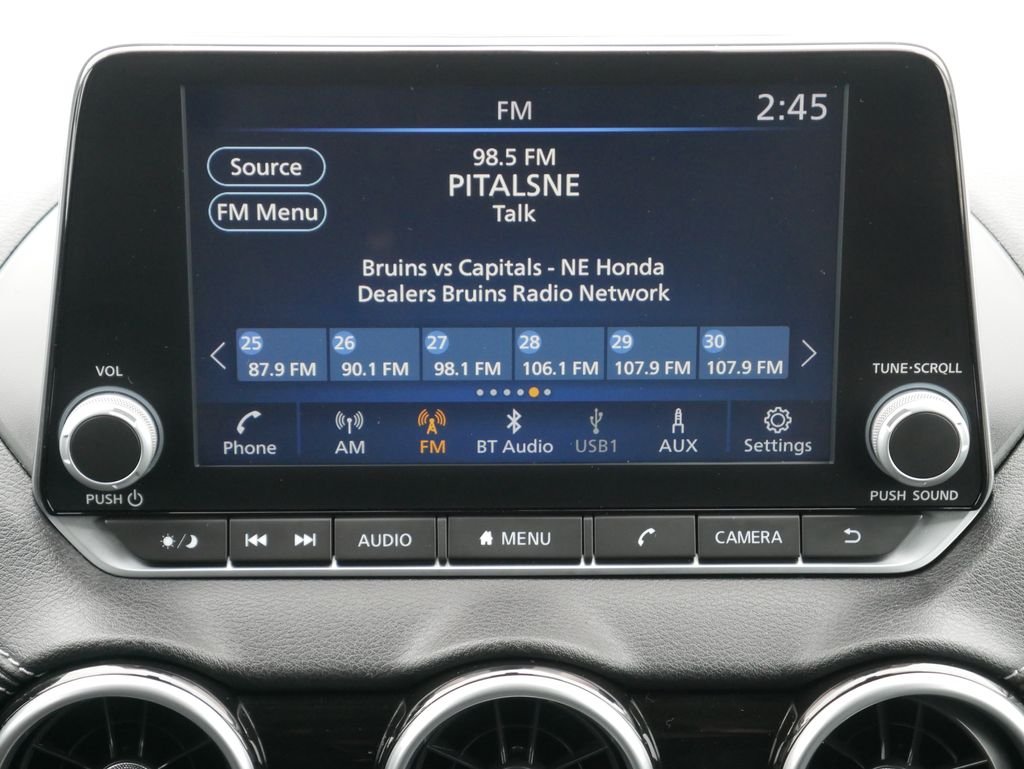 FM
2:45
Source
98.5 FM
PITALSNE
FM Menu
Talk
Bruins vs Capitals - NE Honda
Dealers Bruins Radio Network
25 26 27 28 29 30
87.9 FM 90.1 FM 98.1 FM 106.1 FM 107.9 FM 107.9 FM
VOL
TUNE·SCROLL
Phone AM FM BT Audio USB1 AUX Settings
PUSH
PUSH SOUND
AUDIO MENU CAMERA